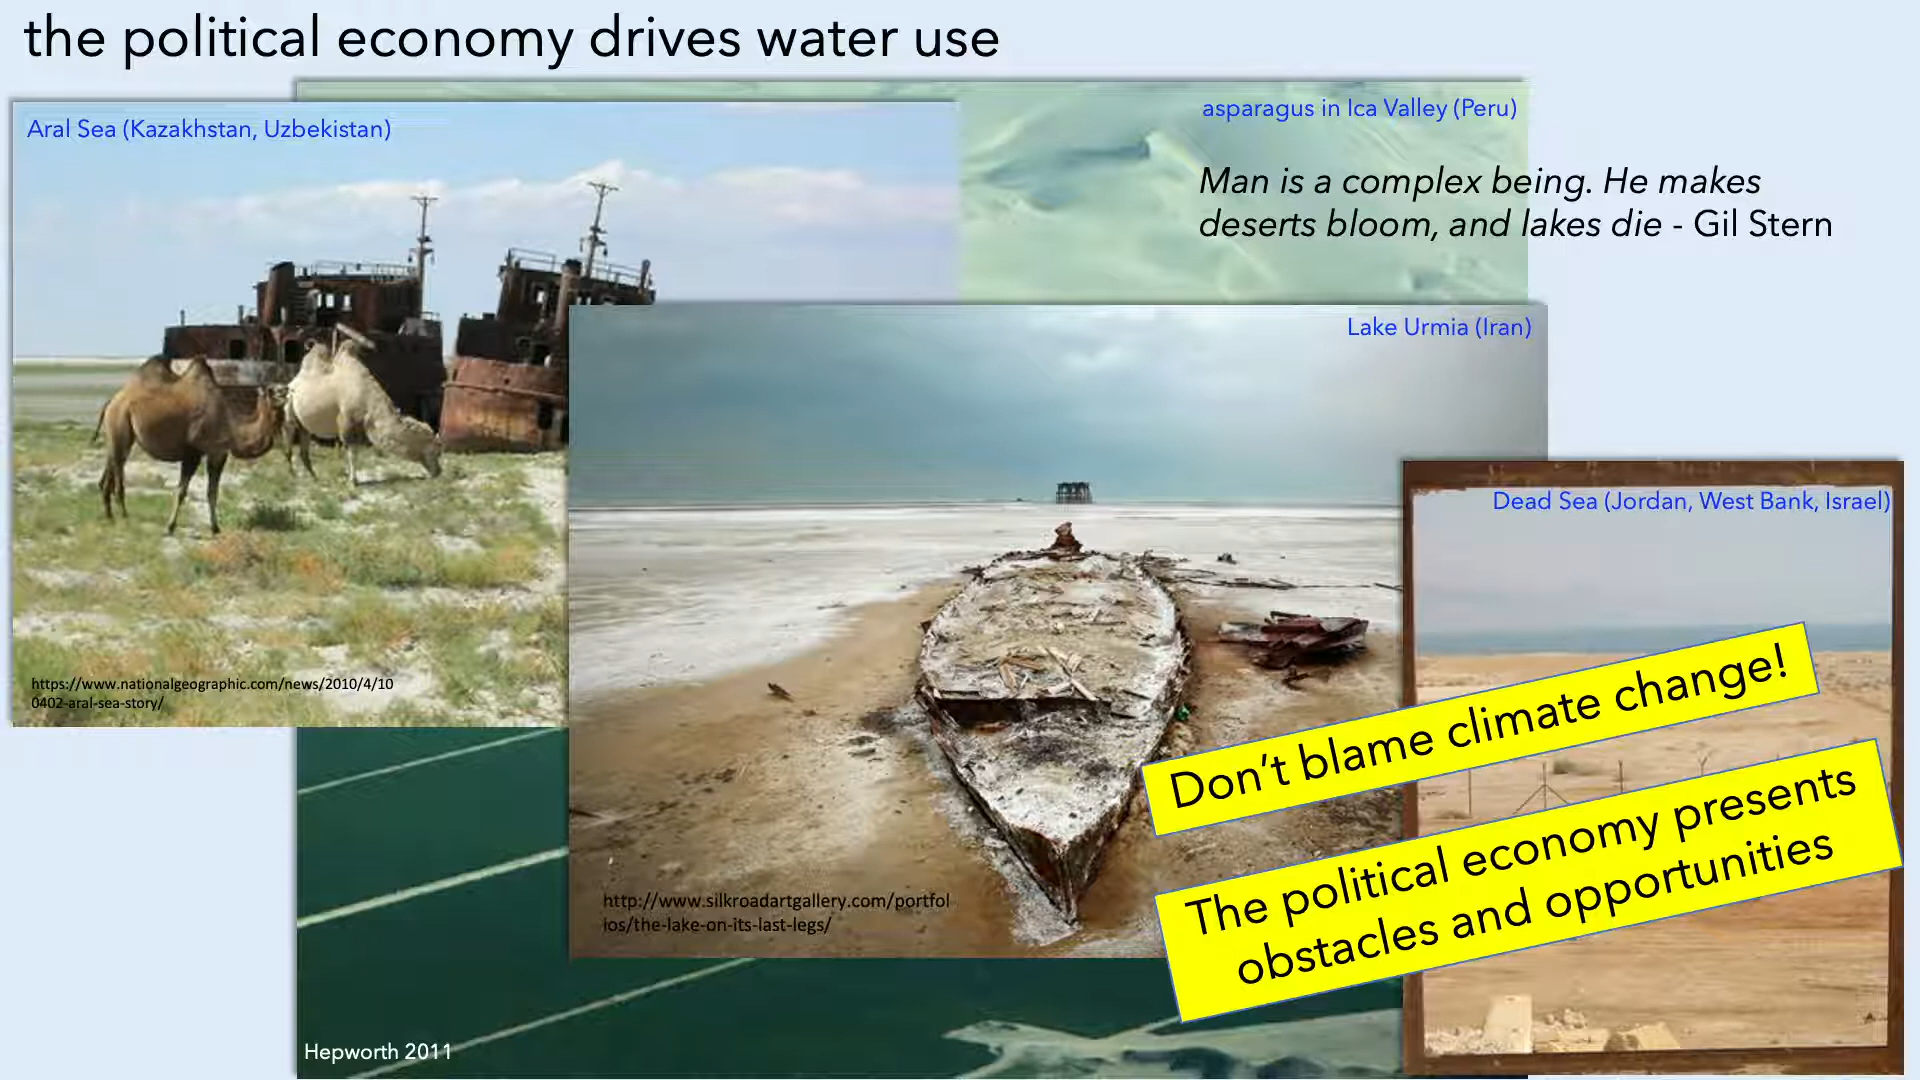 the political economy drives water use
Aral Sea (Kazakhstan, Uzbekistan)
asparagus in Ica Valley (Peru)
Man is a complex being. He makes
deserts bloom, and lakes die - Gil Stern
Lake Urmia (Iran)
Dead Sea (Jordan, West Bank, Israel)
https://www.nationalgeographic.com/news/2010/4/10
0402-aral-sea-story/
Don't blame climate change!
The political economy presents
obstacles and opportunities
http://www.silkroadartgallery.com/portfol
ios/the-lake-on-its-last-legs/
Hepworth 2011